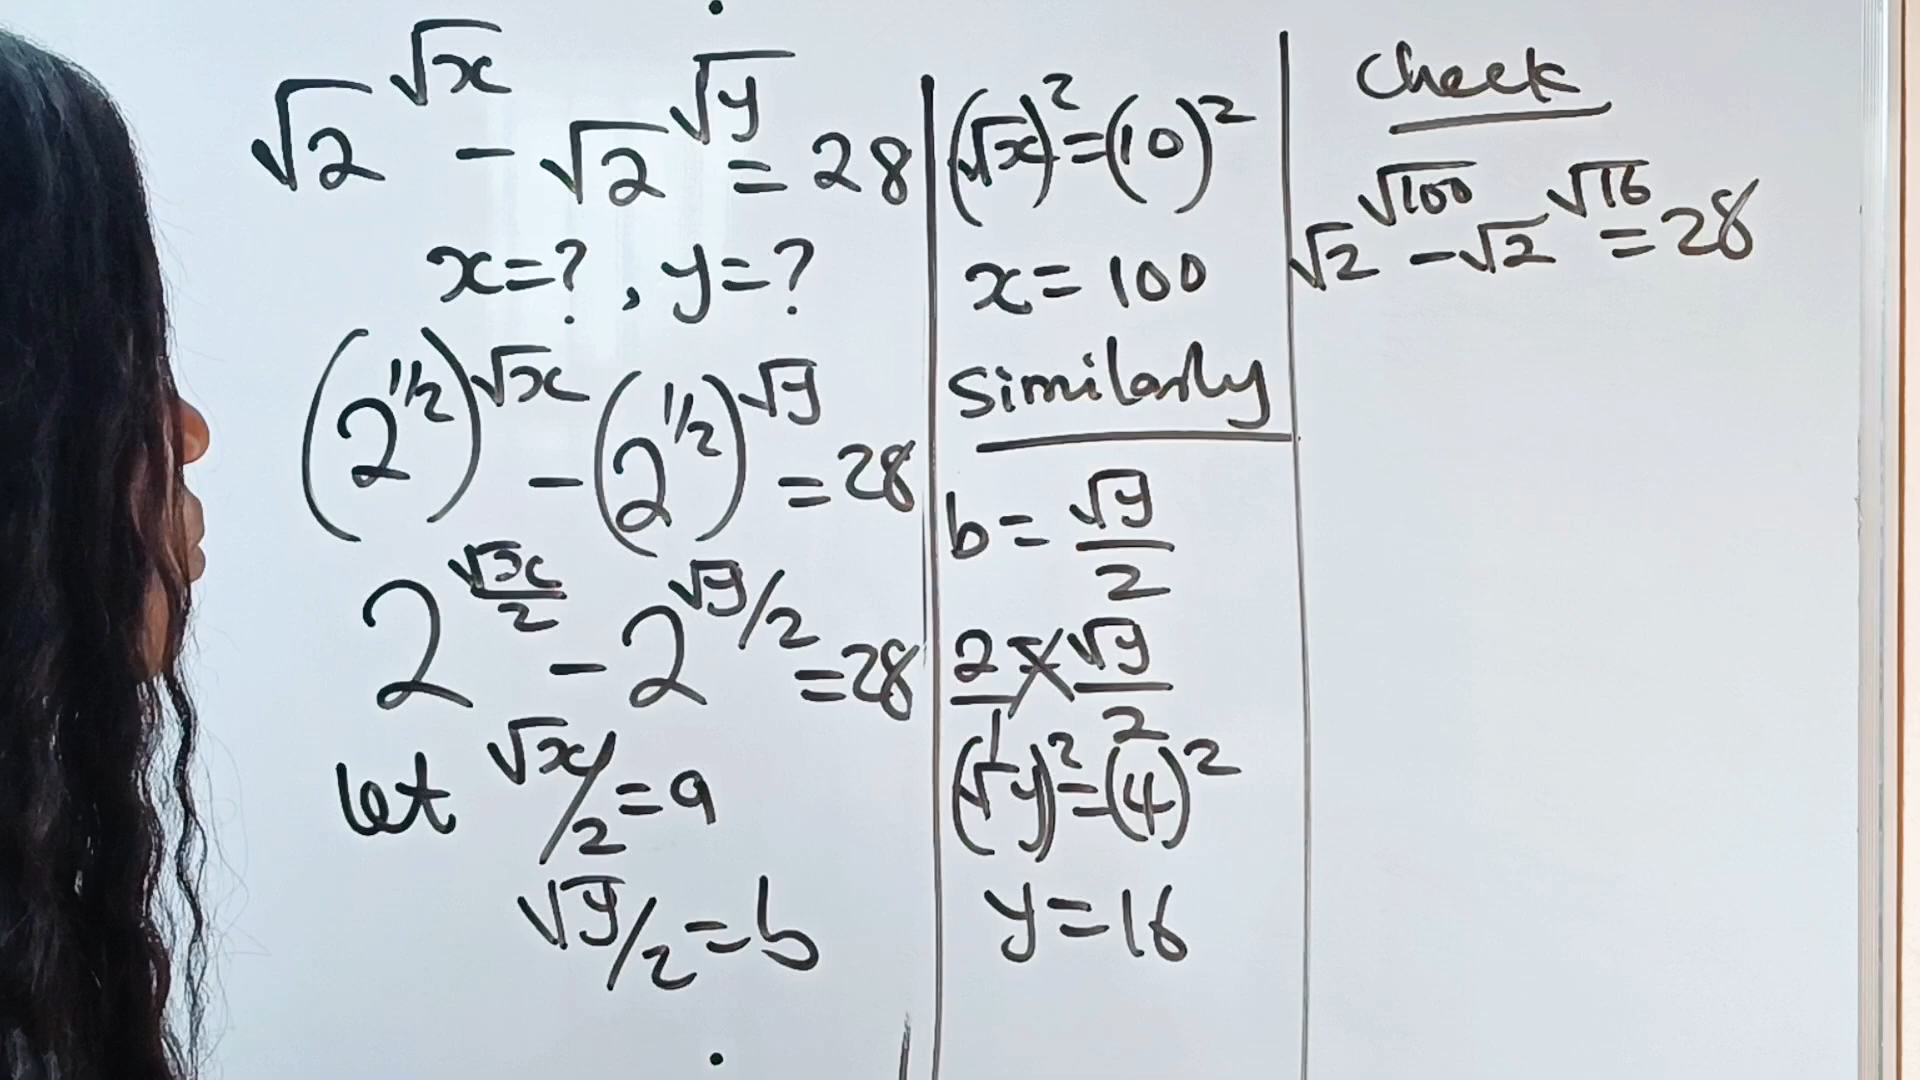 √2^√x - √2^√y = 28
x=? , y=?
(2^1/2)^√x - (2^1/2)^√y = 28
2^√x/2 - 2^√y/2 = 28
let √x/2 = a
√y/2 = b
(√x)² = (10)²
x = 100
Similarly
b = √y/2
2/1 = √y/2
(√y)² = (4)²
y = 16
Check
√2^√100 - √2^√16 = 28